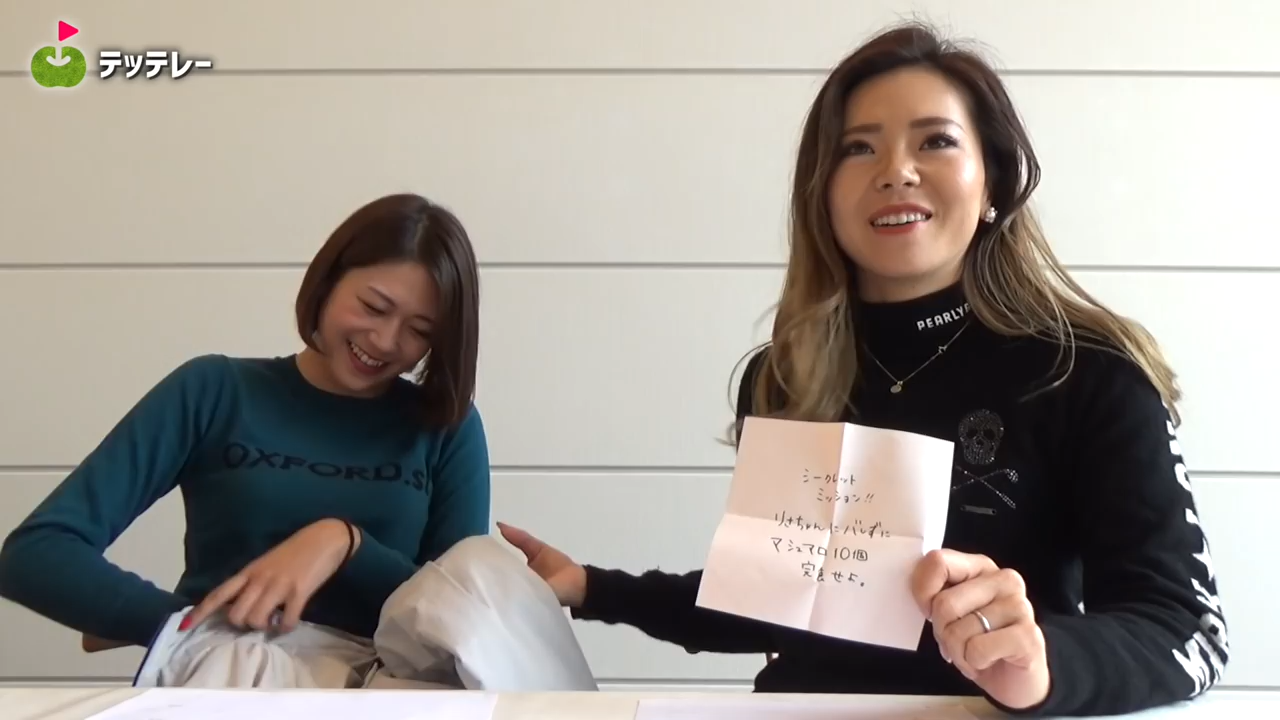 テッテレー
PEARLY
OXFORD.S
シークレット
ミッション!!
りさちゃんにバレずに
マシュマロ10個
完食せよ。
MARK & LONA